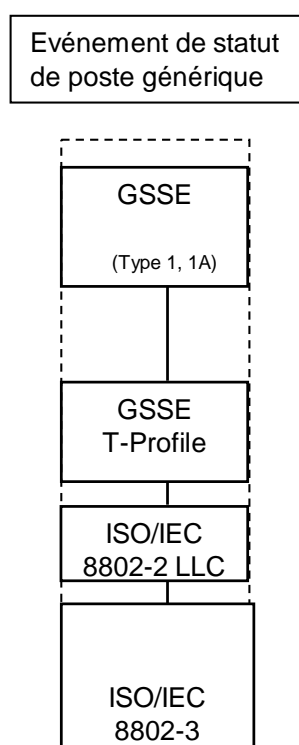 Evénement de statut
de poste générique
GSSE
(Type 1, 1A)
GSSE
T-Profile
ISO/IEC
8802-2 LLC
ISO/IEC
8802-3